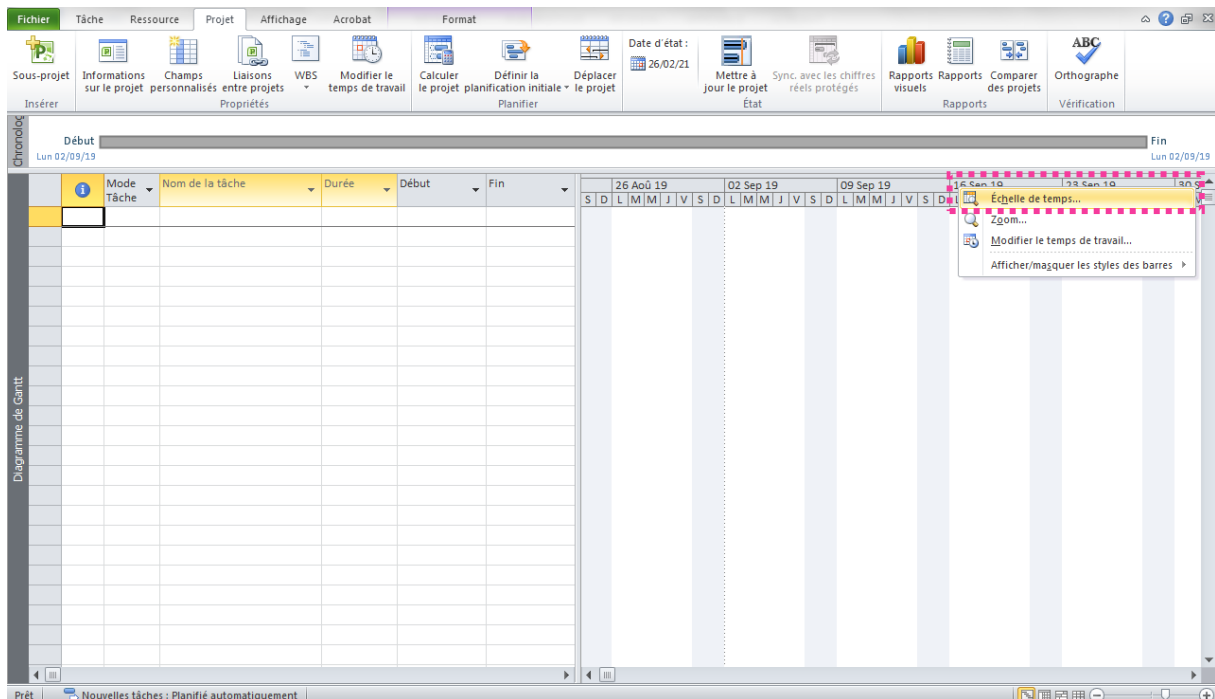 Fichier Tâche Ressource Projet Affichage Acrobat Format
Sous-projet
Informations sur le projet
Champs personnalisés
Liaisons entre projets
WBS
Modifier le temps de travail
Calculer le projet
Définir la planification initiale
Déplacer le projet
Date d'état :
26/02/21
Mettre à jour le projet
Sync. avec les chiffres réels protégés
Rapports visuels
Rapports
Comparer des projets
ABC
Orthographe
Insérer Propriétés Planifier État Rapports Vérification
Chronolog
Début
Lun 02/09/19
Fin
Lun 02/09/19
Mode Tâche
Nom de la tâche
Durée
Début
Fin
26 Aoû 19 02 Sep 19 09 Sep 19 16 Sep 19 23 Sep 19
S D L M M J V S D L M M J V S D L M M J V S D
Échelle de temps...
Zoom...
Modifier le temps de travail...
Afficher/masquer les styles des barres
Diagramme de Gantt
Prêt Nouvelles tâches : Planifié automatiquement